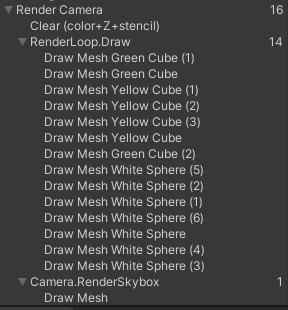 Render Camera 16
Clear (color+Z+stencil)
RenderLoop.Draw 14
Draw Mesh Green Cube (1)
Draw Mesh Green Cube
Draw Mesh Yellow Cube (1)
Draw Mesh Yellow Cube (2)
Draw Mesh Yellow Cube (3)
Draw Mesh Yellow Cube
Draw Mesh Green Cube (2)
Draw Mesh White Sphere (5)
Draw Mesh White Sphere (2)
Draw Mesh White Sphere (1)
Draw Mesh White Sphere (6)
Draw Mesh White Sphere
Draw Mesh White Sphere (4)
Draw Mesh White Sphere (3)
Camera.RenderSkybox 1
Draw Mesh